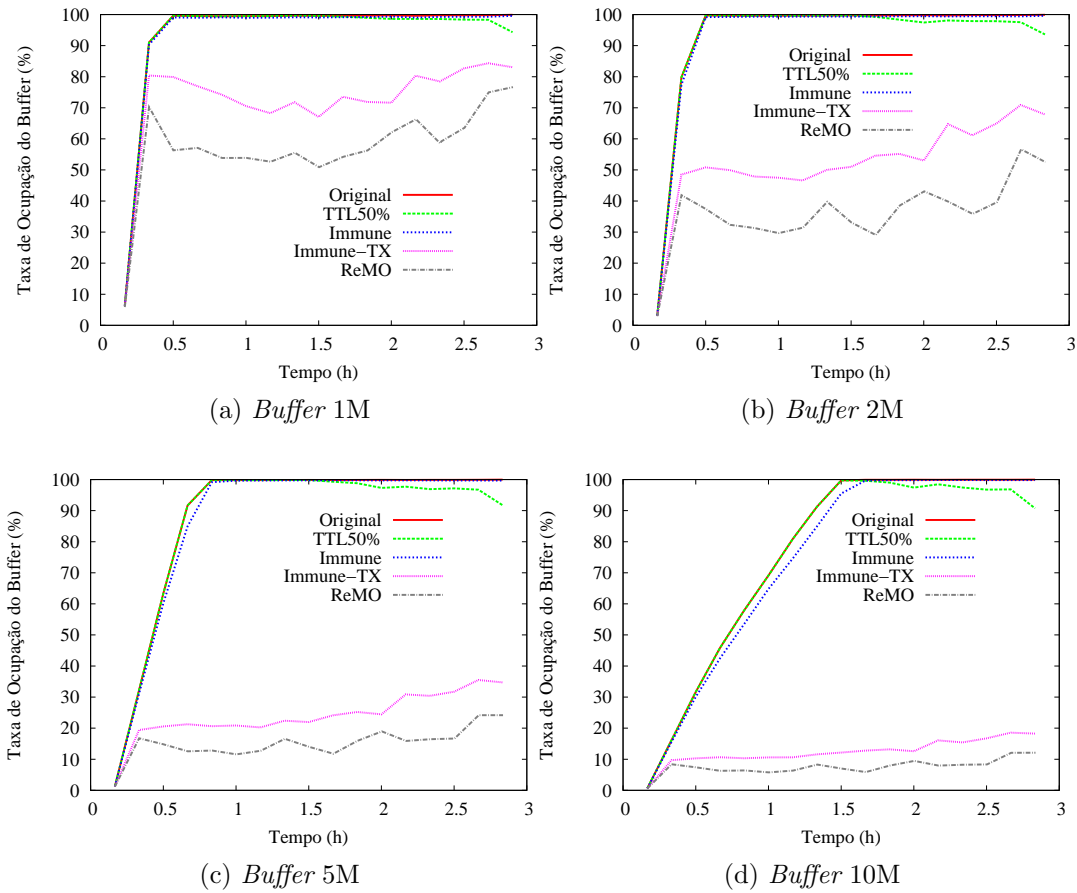 Taxa de Ocupação do Buffer (%)
100
90
80
70
60
50
40
30
20
10
0
Original
TTL50%
Immune
Immune−TX
ReMO
0 0.5 1 1.5 2 2.5 3
Tempo (h)
(a) Buffer 1M
Taxa de Ocupação do Buffer (%)
100
90
80
70
60
50
40
30
20
10
0
Original
TTL50%
Immune
Immune−TX
ReMO
0 0.5 1 1.5 2 2.5 3
Tempo (h)
(b) Buffer 2M
Taxa de Ocupação do Buffer (%)
100
90
80
70
60
50
40
30
20
10
0
Original
TTL50%
Immune
Immune−TX
ReMO
0 0.5 1 1.5 2 2.5 3
Tempo (h)
(c) Buffer 5M
Taxa de Ocupação do Buffer (%)
100
90
80
70
60
50
40
30
20
10
0
Original
TTL50%
Immune
Immune−TX
ReMO
0 0.5 1 1.5 2 2.5 3
Tempo (h)
(d) Buffer 10M